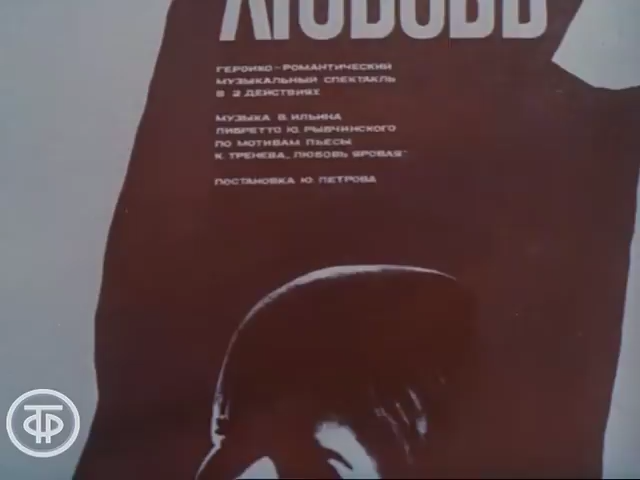 ЛЮБОВЬ
ГЕРОИКО-РОМАНТИЧЕСКИЙ
МУЗЫКАЛЬНЫЙ СПЕКТАКЛЬ
В 2 ДЕЙСТВИЯХ
МУЗЫКА В. ИЛЬИНА
ЛИБРЕТТО Ю. РЫБЧИНСКОГО
ПО МОТИВАМ ПЬЕСЫ
К. ТРЕНЕВА „ЛЮБОВЬ ЯРОВАЯ"
ПОСТАНОВКА Ю. ПЕТРОВА